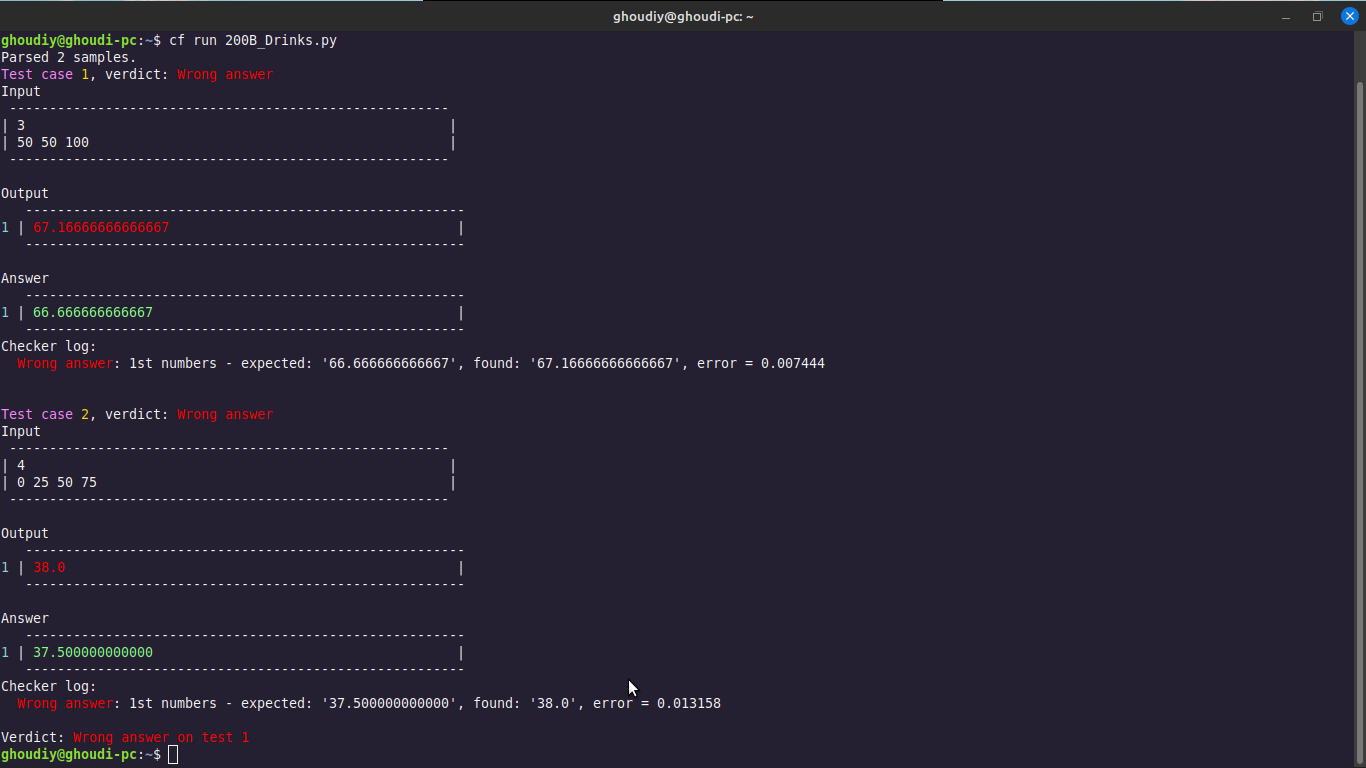 ghoudiy@ghoudi-pc: ~
ghoudiy@ghoudi-pc:~$ cf run 200B_Drinks.py
Parsed 2 samples.
Test case 1, verdict: Wrong answer
Input
-------------------------------------------------------
| 3 |
| 50 50 100 |
-------------------------------------------------------
Output
-------------------------------------------------------
1 | 67.16666666666667 |
-------------------------------------------------------
Answer
-------------------------------------------------------
1 | 66.666666666667 |
-------------------------------------------------------
Checker log:
Wrong answer: 1st numbers - expected: '66.666666666667', found: '67.16666666666667', error = 0.007444
Test case 2, verdict: Wrong answer
Input
-------------------------------------------------------
| 4 |
| 0 25 50 75 |
-------------------------------------------------------
Output
-------------------------------------------------------
1 | 38.0 |
-------------------------------------------------------
Answer
-------------------------------------------------------
1 | 37.500000000000 |
-------------------------------------------------------
Checker log:
Wrong answer: 1st numbers - expected: '37.500000000000', found: '38.0', error = 0.013158
Verdict: Wrong answer on test 1
ghoudiy@ghoudi-pc:~$